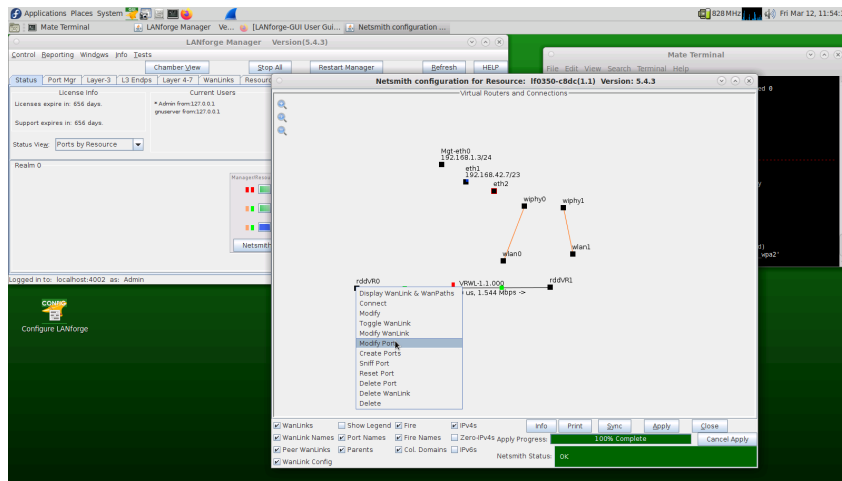 Applications Places System
828 MHz
Fri Mar 12, 11:54:
Mate Terminal
LANforge Manager Ve...
[LANforge-GUI User Gui...
Netsmith configuration ...
LANforge Manager Version(5.4.3)
Control Reporting Windows Info Tests
Chamber View
Stop All
Restart Manager
Refresh
HELP
Status
Port Mgr
Layer-3
L3 Endps
Layer 4-7
WanLinks
License Info
Current Users
Licenses expire in: 656 days.
* Admin from:127.0.0.1
gnuserver from:127.0.0.1
Support expires in: 656 days.
Status View:
Ports by Resource
Realm 0
Netsmith
Logged in to: localhost:4002 as: Admin
CONFIG
Configure LANforge
Mate Terminal
File Edit View Search Terminal Help
ed 0
y
d)
_wpa2'
Netsmith configuration for Resource: lf0350-c8dc(1.1) Version: 5.4.3
Virtual Routers and Connections
Mgt-eth0
192.168.1.3/24
eth1
192.168.42.7/23
eth2
wiphy0
wiphy1
wlan0
wlan1
rddVR0
VRWL-1.1.000
rddVR1
us, 1.544 Mbps ->
Display WanLink & WanPaths
Connect
Modify
Toggle WanLink
Modify WanLink
Modify Port
Create Ports
Sniff Port
Reset Port
Delete Port
Delete WanLink
Delete
WanLinks
Show Legend
Fire
IPv4s
Info
Print
Sync
Apply
Close
WanLink Names
Port Names
Fire Names
Zero-IPv4s
Apply Progress:
100% Complete
Cancel Apply
Peer WanLinks
Parents
Col. Domains
IPv6s
Netsmith Status:
OK
WanLink Config